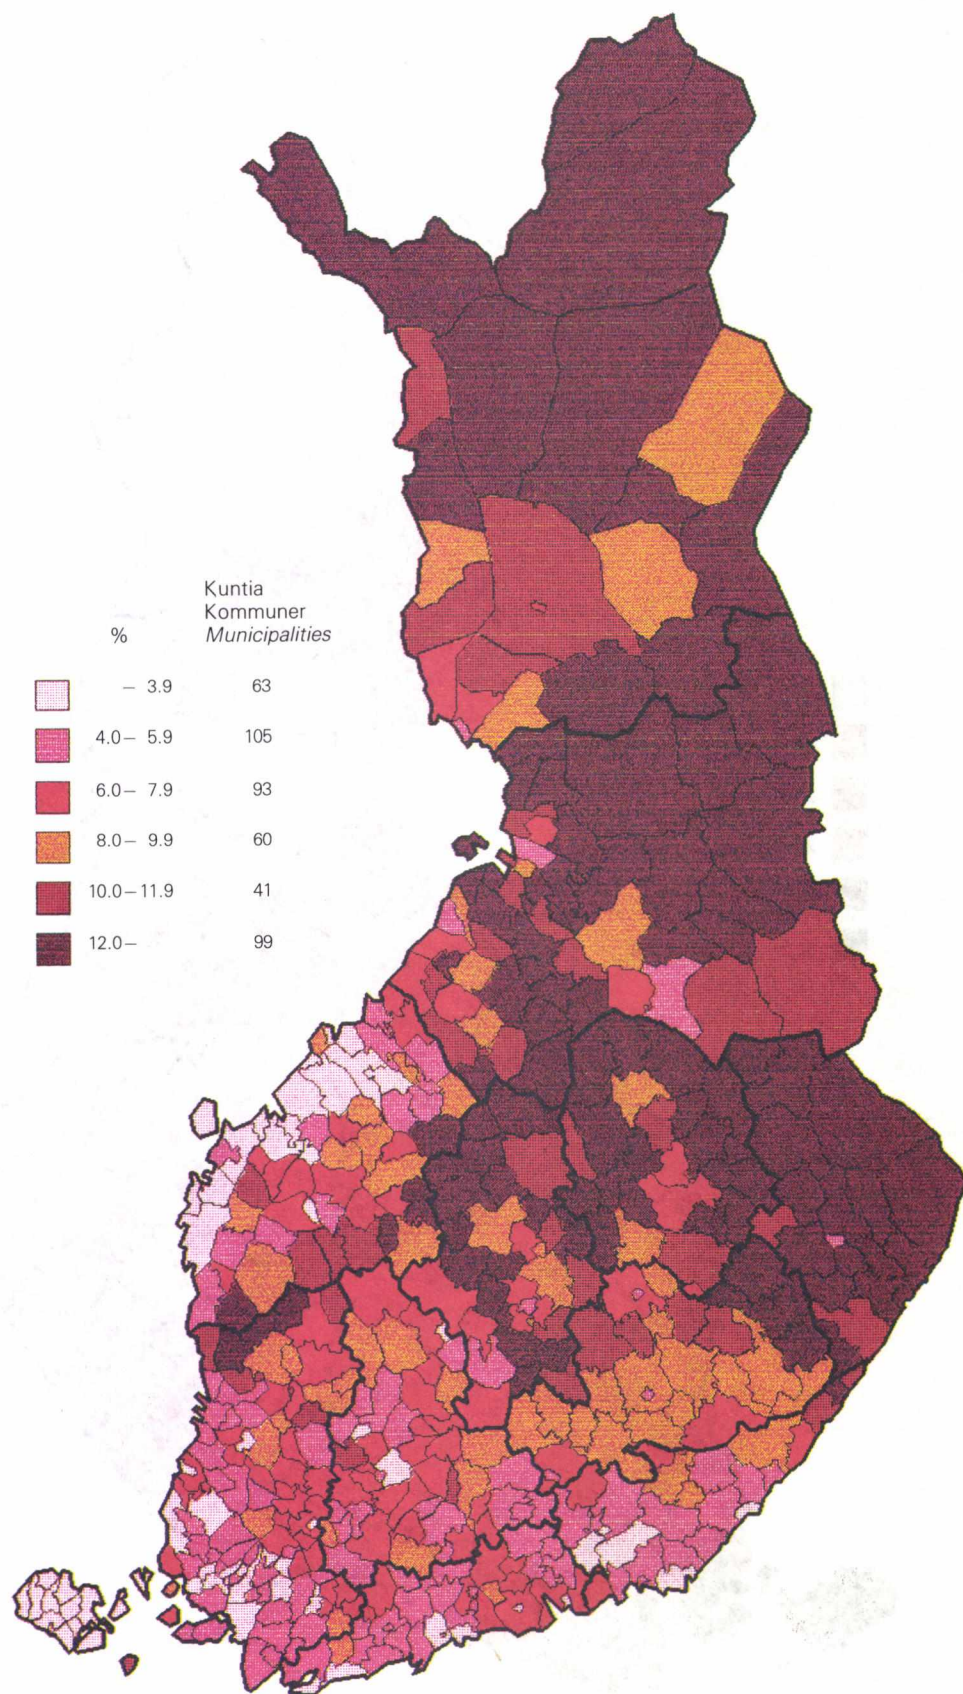 Kuntia
Kommuner
% Municipalities
– 3.9 63
4.0– 5.9 105
6.0– 7.9 93
8.0– 9.9 60
10.0–11.9 41
12.0– 99